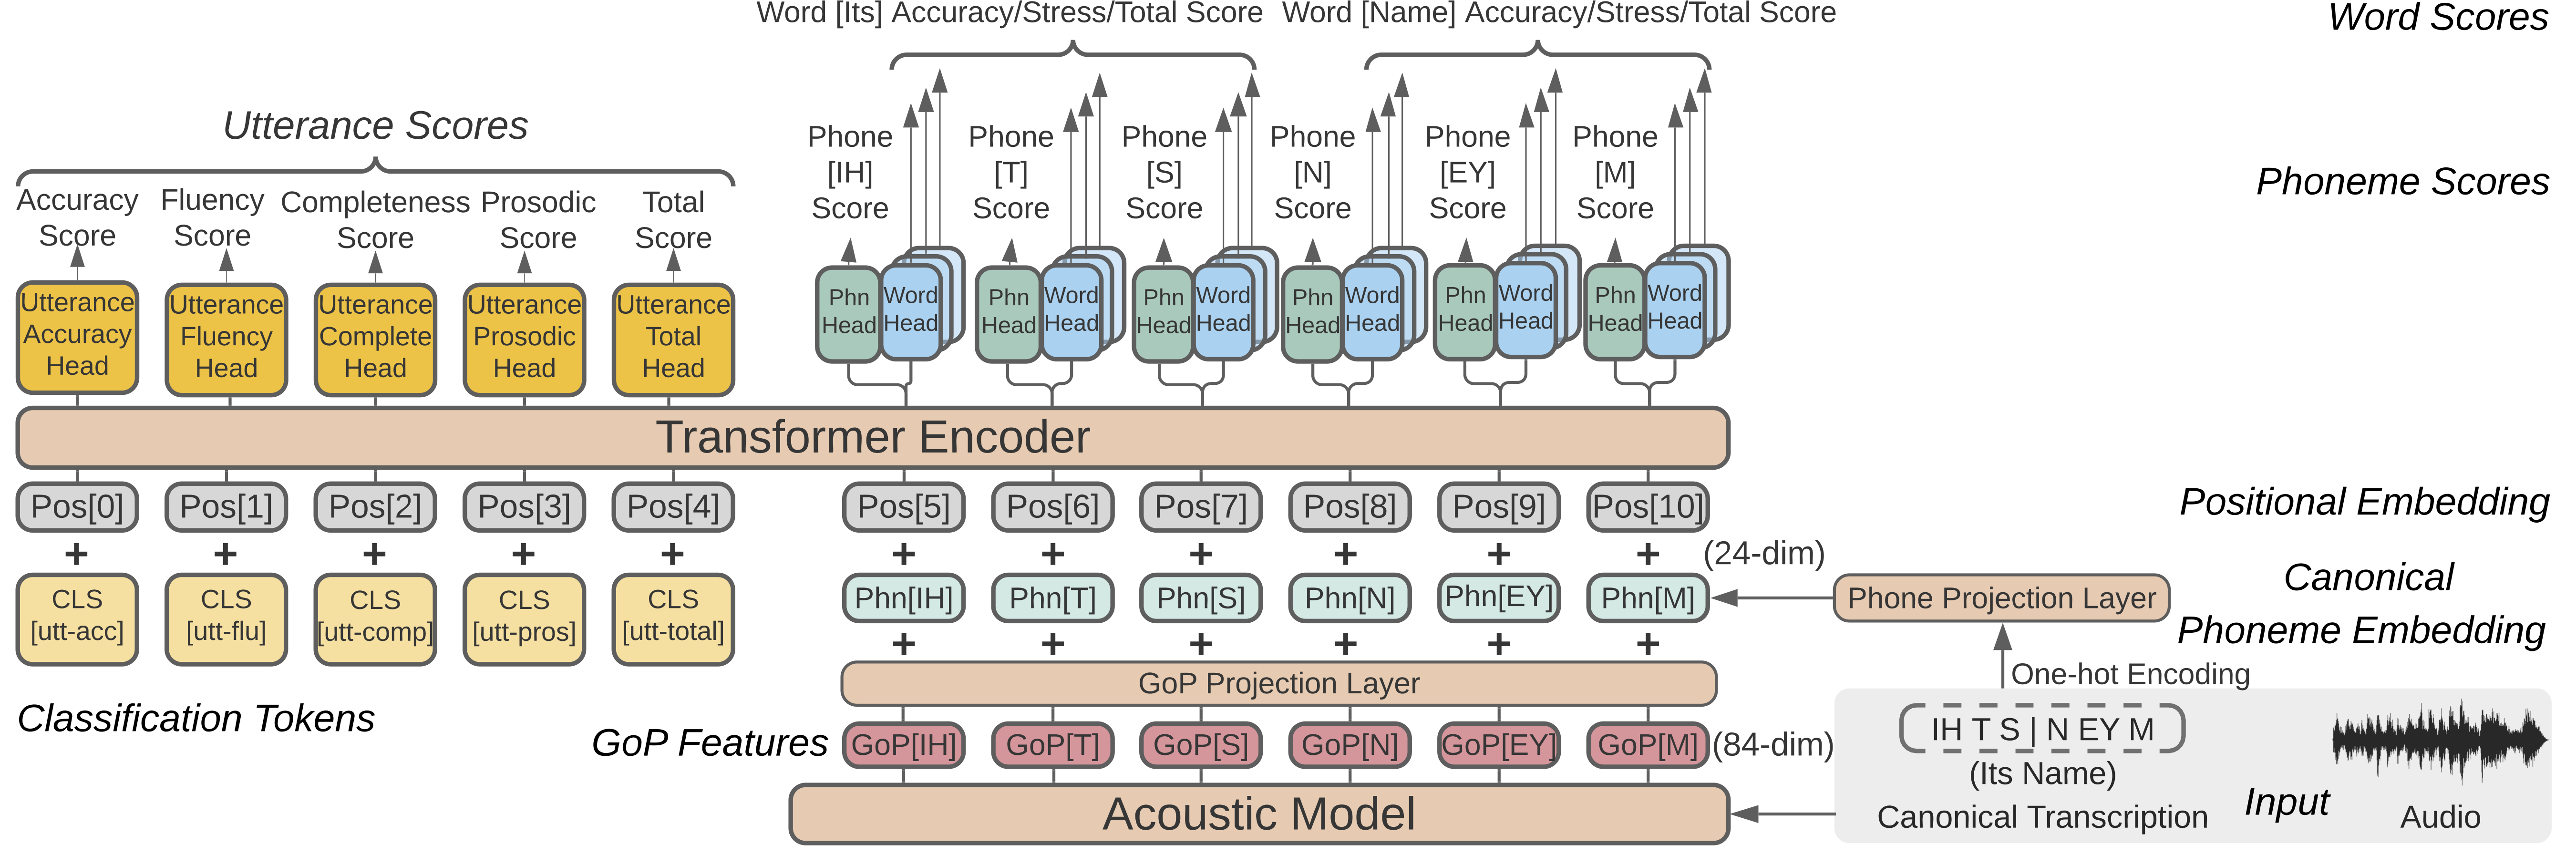 Word [Its] Accuracy/Stress/Total Score
Word [Name] Accuracy/Stress/Total Score
Word Scores
Utterance Scores
Accuracy Score
Fluency Score
Completeness Score
Prosodic Score
Total Score
Phone [IH] Score
Phone [T] Score
Phone [S] Score
Phone [N] Score
Phone [EY] Score
Phone [M] Score
Phoneme Scores
Utterance Accuracy Head
Utterance Fluency Head
Utterance Complete Head
Utterance Prosodic Head
Utterance Total Head
Phn Head
Word Head
Phn Head
Word Head
Phn Head
Word Head
Phn Head
Word Head
Phn Head
Word Head
Phn Head
Word Head
Transformer Encoder
Pos[0]
Pos[1]
Pos[2]
Pos[3]
Pos[4]
Pos[5]
Pos[6]
Pos[7]
Pos[8]
Pos[9]
Pos[10]
Positional Embedding
+ + + + + + + + + + +
(24-dim)
CLS [utt-acc]
CLS [utt-flu]
CLS [utt-comp]
CLS [utt-pros]
CLS [utt-total]
Phn[IH]
Phn[T]
Phn[S]
Phn[N]
Phn[EY]
Phn[M]
Phone Projection Layer
Canonical
Phoneme Embedding
+ + + + + +
GoP Projection Layer
One-hot Encoding
Classification Tokens
GoP Features
GoP[IH]
GoP[T]
GoP[S]
GoP[N]
GoP[EY]
GoP[M]
(84-dim)
IH T S | N EY M
(Its Name)
Canonical Transcription
Input
Audio
Acoustic Model